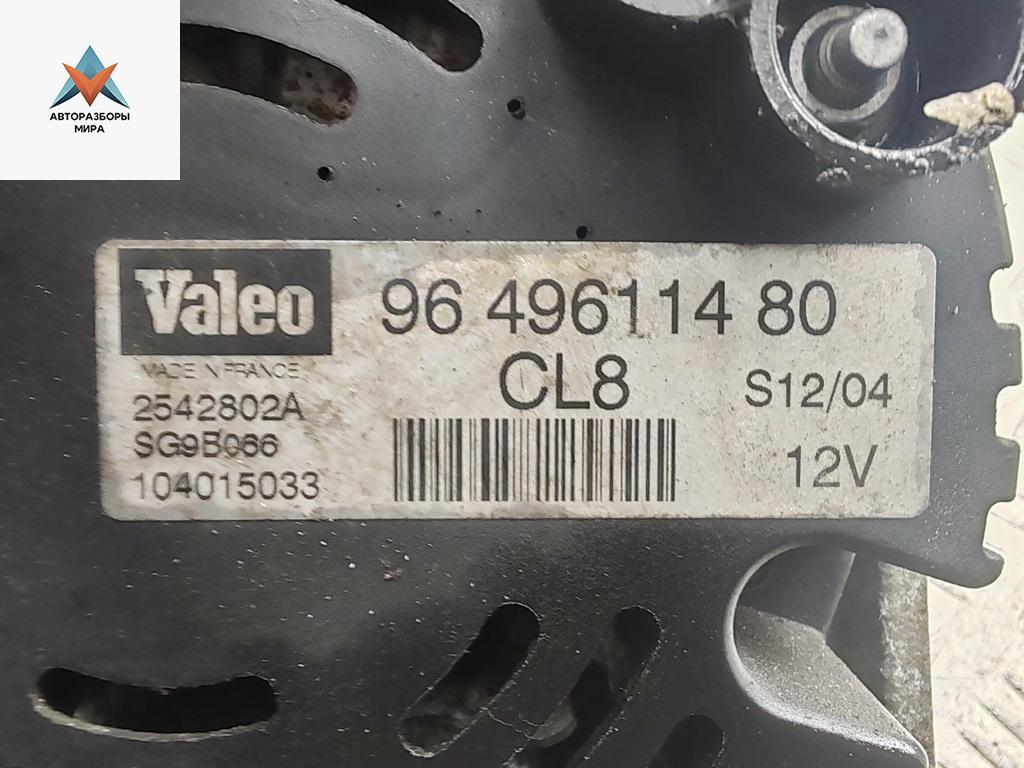 АВТОРАЗБОРЫ
МИРА
Valeo
96 496114 80
MADE IN FRANCE
CL8
S12/04
2542802A
SG9B066
12V
104015033